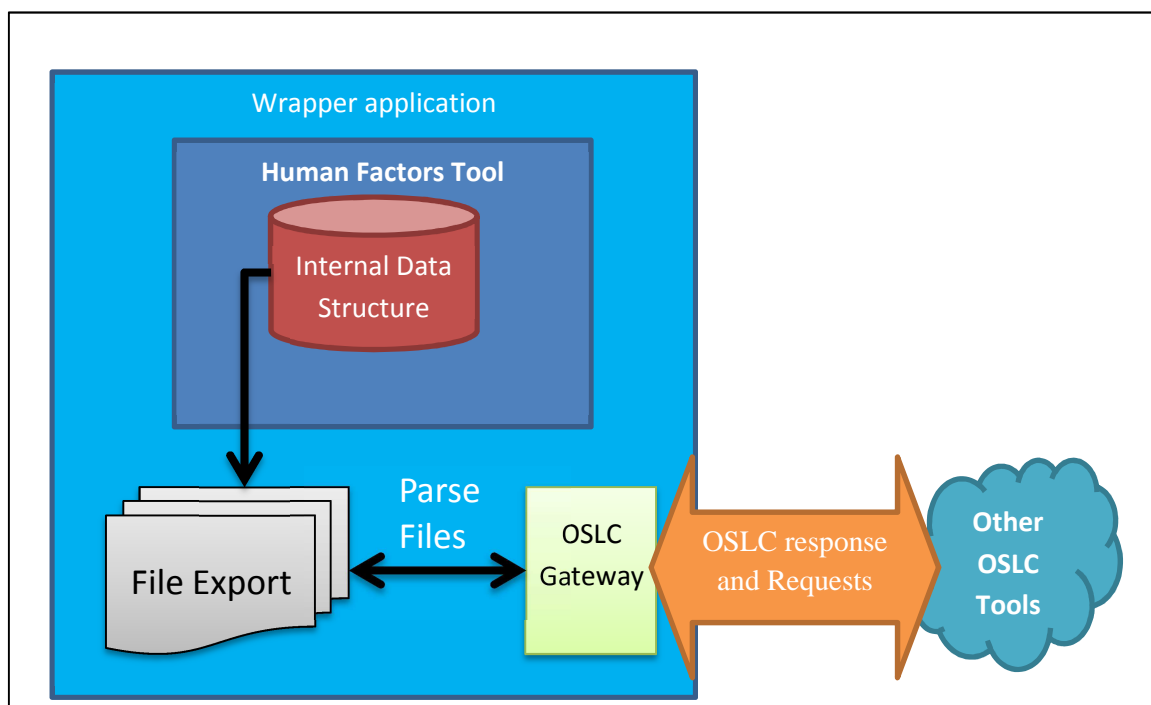 Wrapper application
Human Factors Tool
Internal Data
Structure
Parse
Files
File Export
OSLC
Gateway
OSLC response
and Requests
Other
OSLC
Tools